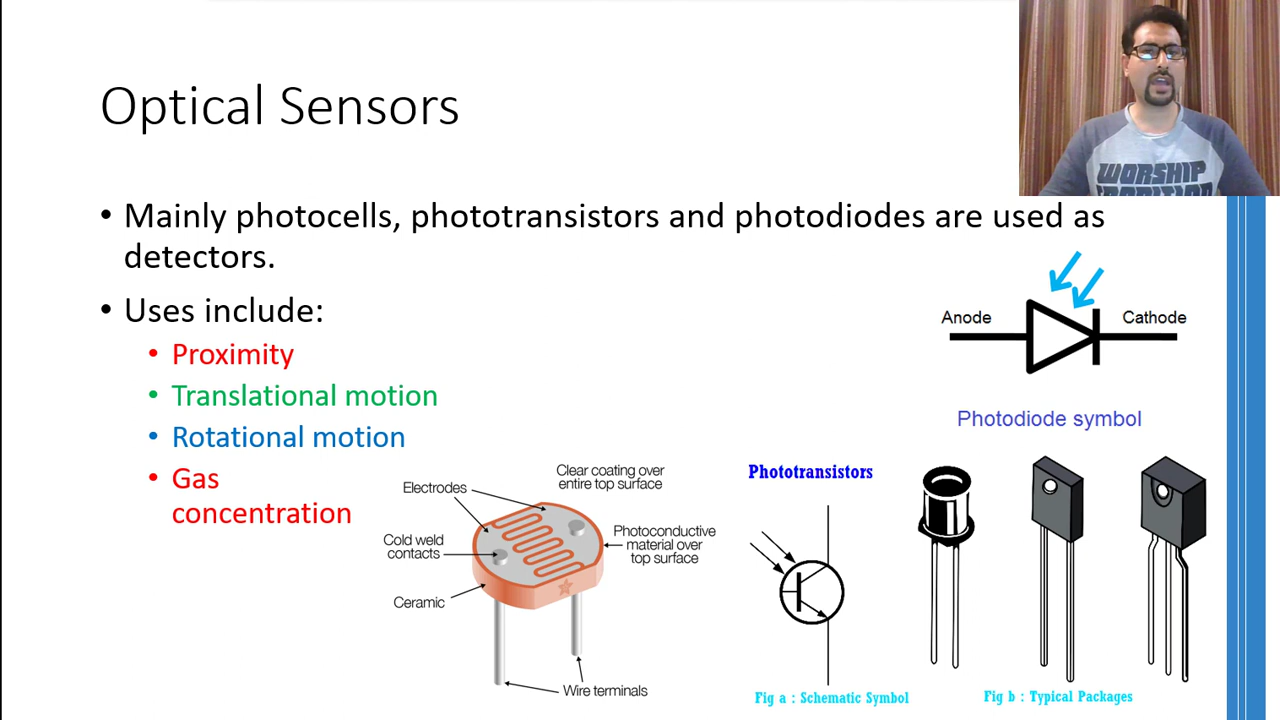 Optical Sensors
WORSHIP
• Mainly photocells, phototransistors and photodiodes are used as
detectors.
• Uses include:
• Proximity
• Translational motion
• Rotational motion
• Gas
concentration
Anode
Cathode
Photodiode symbol
Electrodes
Clear coating over
entire top surface
Cold weld
contacts
Photoconductive
material over
top surface
Ceramic
Wire terminals
Phototransistors
Fig a : Schematic Symbol
Fig b : Typical Packages